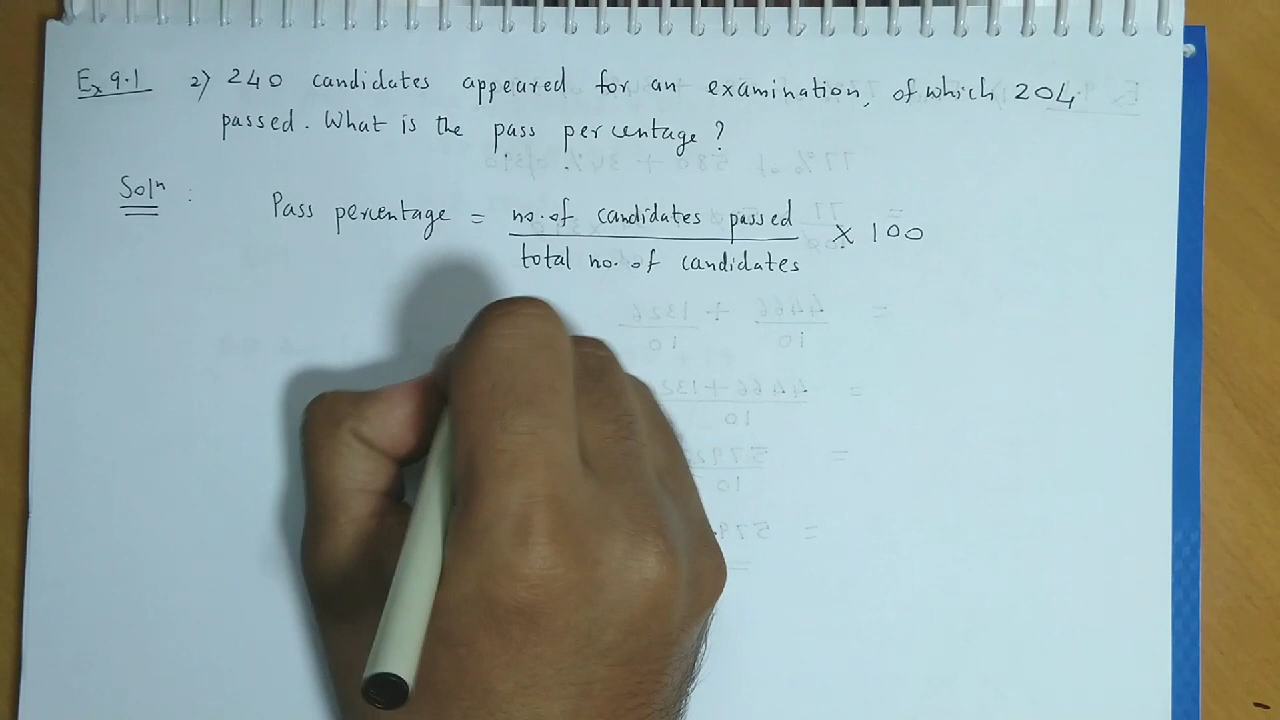 Ex 9.1 2) 240 candidates appeared for an examination, of which 204
passed. What is the pass percentage?
Solⁿ :
Pass percentage = no. of candidates passed / total no. of candidates × 100